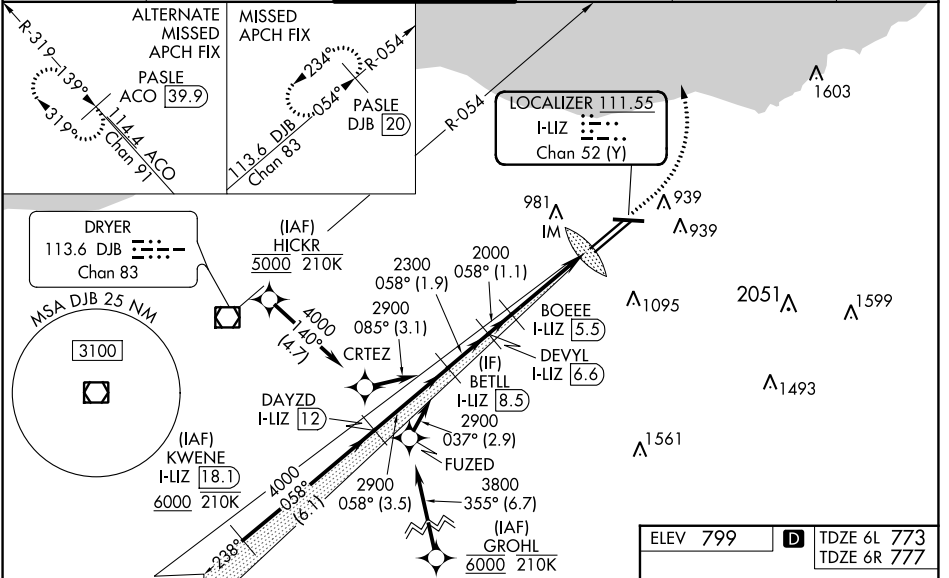 ALTERNATE
MISSED
APCH FIX
R-319
139°
319°
PASLE
ACO 39.9
114.4 ACO
Chan 91
MISSED
APCH FIX
234°
R-054
054°
PASLE
DJB 20
113.6 DJB
Chan 83
R-054
LOCALIZER 111.55
I-LIZ
Chan 52 (Y)
1603
939
939
981
IM
DRYER
113.6 DJB
Chan 83
(IAF)
HICKR
5000 210K
4000
140°
(4.7)
2300
058° (1.9)
2000
058° (1.1)
2900
085° (3.1)
CRTEZ
BOEEE
I-LIZ 5.5
DEVYL
I-LIZ 6.6
(IF)
BETLL
I-LIZ 8.5
1095
2051
1599
1493
1561
MSA DJB 25 NM
3100
DAYZD
I-LIZ 12
2900
037° (2.9)
FUZED
(IAF)
KWENE
I-LIZ 18.1
6000 210K
4000
058°
(6.1)
238°
2900
058° (3.5)
3800
355° (6.7)
(IAF)
GROHL
6000 210K
ELEV 799
D
TDZE 6L 773
TDZE 6R 777